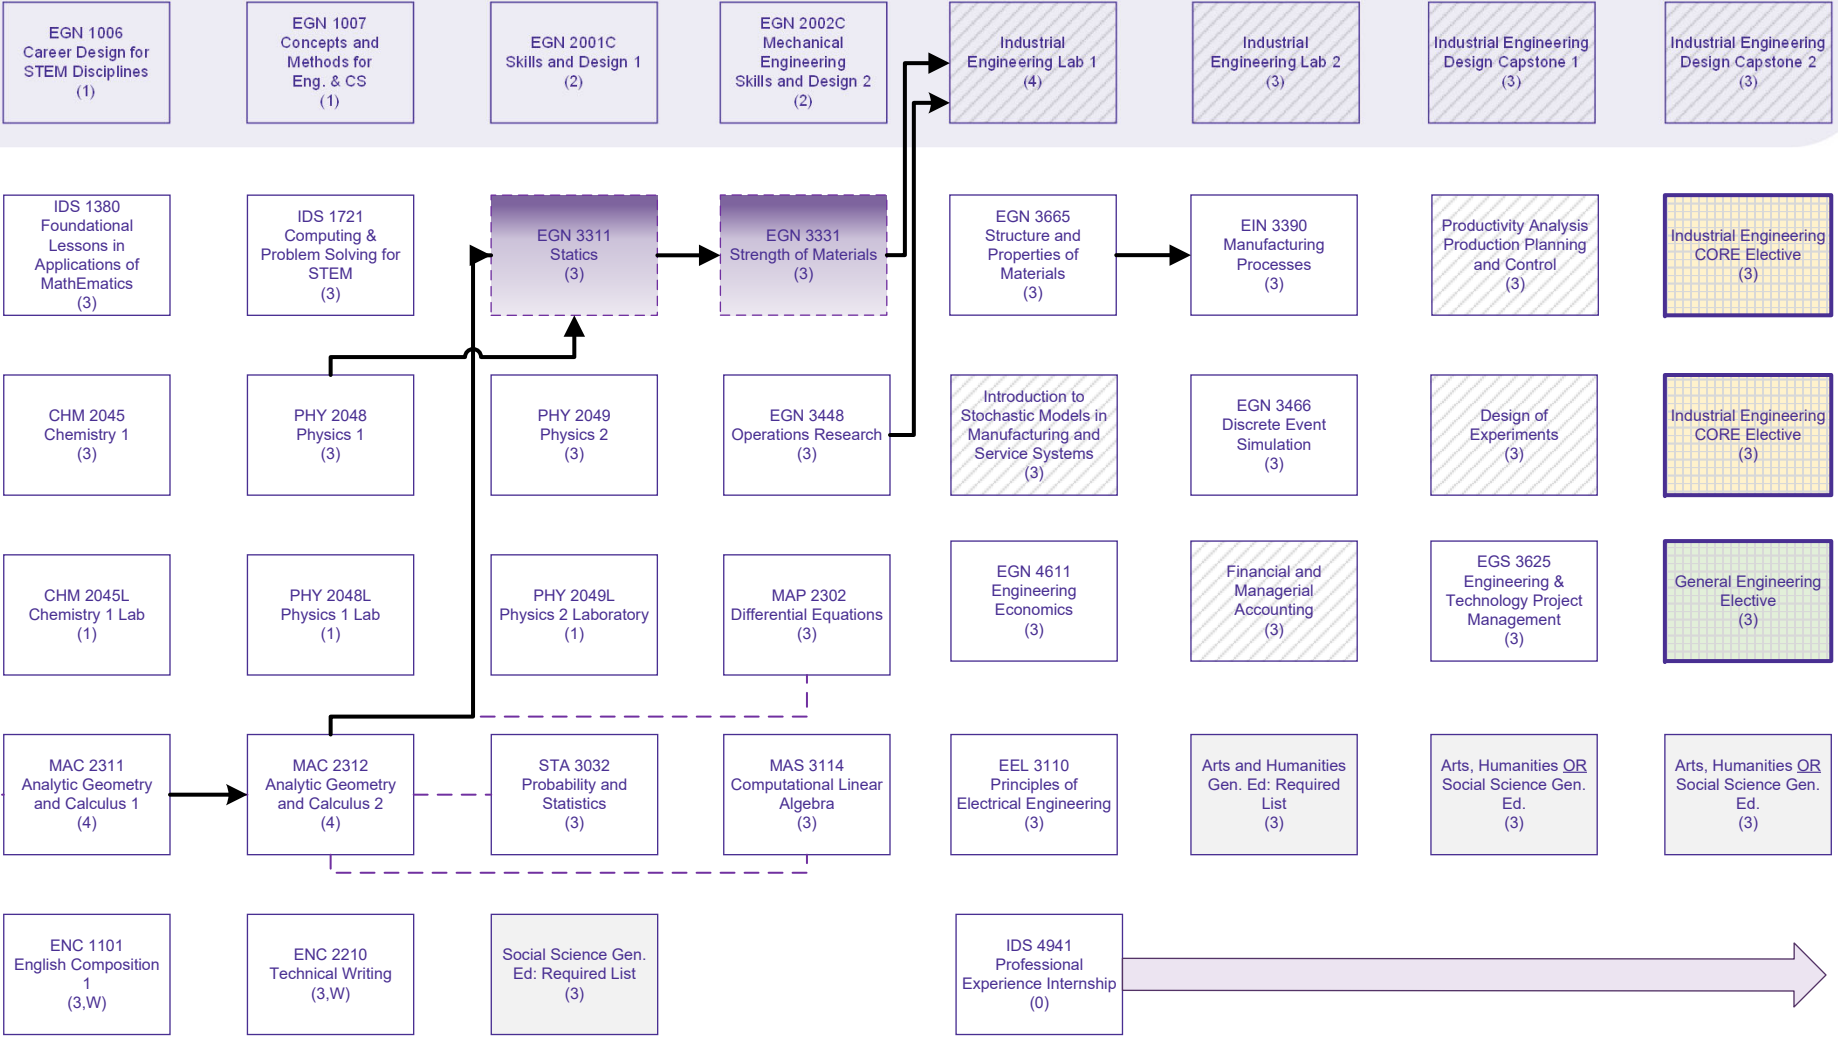 EGN 1006
Career Design for
STEM Disciplines
(1)
EGN 1007
Concepts and
Methods for
Eng. & CS
(1)
EGN 2001C
Skills and Design 1
(2)
EGN 2002C
Mechanical
Engineering
Skills and Design 2
(2)
Industrial
Engineering Lab 1
(4)
Industrial
Engineering Lab 2
(3)
Industrial Engineering
Design Capstone 1
(3)
Industrial Engineering
Design Capstone 2
(3)
IDS 1380
Foundational
Lessons in
Applications of
MathEmatics
(3)
IDS 1721
Computing &
Problem Solving for
STEM
(3)
EGN 3311
Statics
(3)
EGN 3331
Strength of Materials
(3)
EGN 3665
Structure and
Properties of
Materials
(3)
EIN 3390
Manufacturing
Processes
(3)
Productivity Analysis
Production Planning
and Control
(3)
Industrial Engineering
CORE Elective
(3)
CHM 2045
Chemistry 1
(3)
PHY 2048
Physics 1
(3)
PHY 2049
Physics 2
(3)
EGN 3448
Operations Research
(3)
Introduction to
Stochastic Models in
Manufacturing and
Service Systems
(3)
EGN 3466
Discrete Event
Simulation
(3)
Design of
Experiments
(3)
Industrial Engineering
CORE Elective
(3)
CHM 2045L
Chemistry 1 Lab
(1)
PHY 2048L
Physics 1 Lab
(1)
PHY 2049L
Physics 2 Laboratory
(1)
MAP 2302
Differential Equations
(3)
EGN 4611
Engineering
Economics
(3)
Financial and
Managerial
Accounting
(3)
EGS 3625
Engineering &
Technology Project
Management
(3)
General Engineering
Elective
(3)
MAC 2311
Analytic Geometry
and Calculus 1
(4)
MAC 2312
Analytic Geometry
and Calculus 2
(4)
STA 3032
Probability and
Statistics
(3)
MAS 3114
Computational Linear
Algebra
(3)
EEL 3110
Principles of
Electrical Engineering
(3)
Arts and Humanities
Gen. Ed: Required
List
(3)
Arts, Humanities OR
Social Science Gen.
Ed.
(3)
Arts, Humanities OR
Social Science Gen.
Ed.
(3)
ENC 1101
English Composition
1
(3,W)
ENC 2210
Technical Writing
(3,W)
Social Science Gen.
Ed: Required List
(3)
IDS 4941
Professional
Experience Internship
(0)